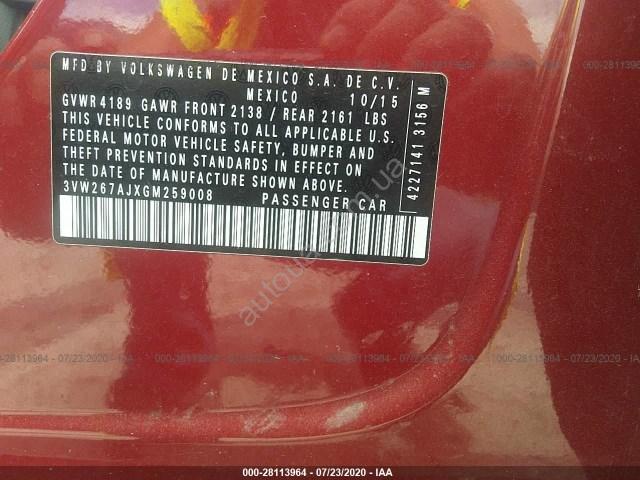 MFD BY VOLKSWAGEN DE MEXICO S.A. DE C.V.
MEXICO 10/15
GVWR 4189 GAWR FRONT 2138 / REAR 2161 LBS
THIS VEHICLE CONFORMS TO ALL APPLICABLE U.S.
FEDERAL MOTOR VEHICLE SAFETY, BUMPER AND
THEFT PREVENTION STANDARDS IN EFFECT ON
THE DATE OF MANUFACTURE SHOWN ABOVE.
3VW267AJXGM259008 PASSENGER CAR
4227141 3156 M
000-28113964 / 07/23/2020 / IAA